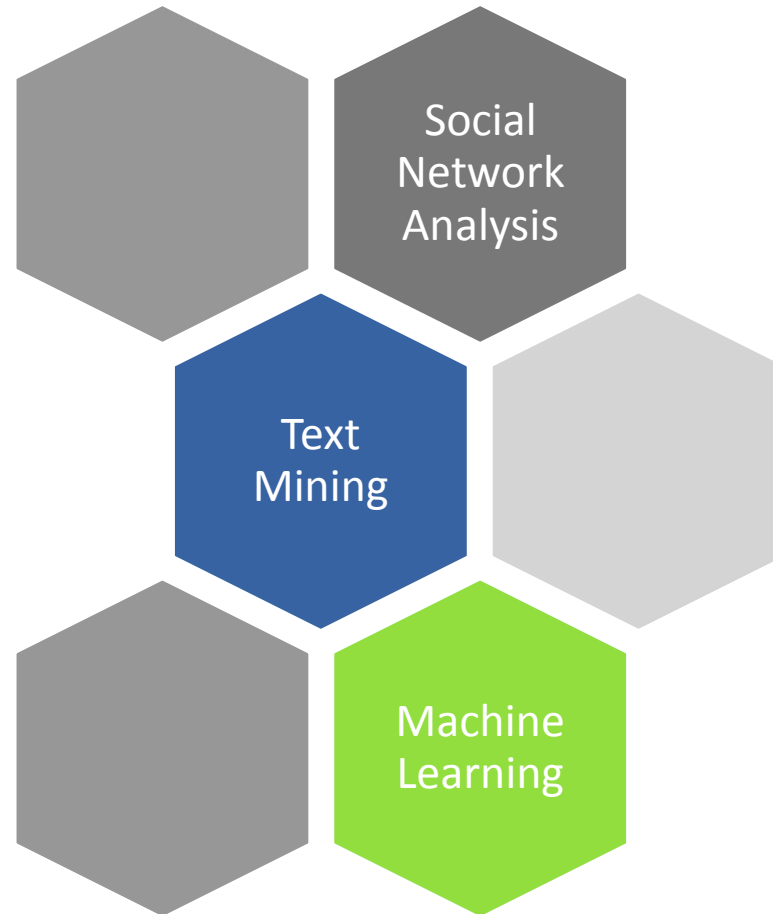 Social
Network
Analysis
Text
Mining
Machine
Learning